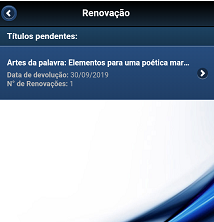 Renovação
Títulos pendentes:
Artes da palavra: Elementos para uma poética mar...
Data de devolução: 30/09/2019
N° de Renovações: 1